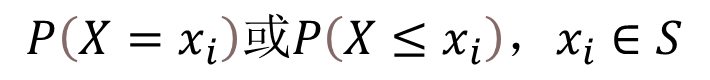 P(X = xᵢ)或P(X ≤ xᵢ)，xᵢ ∈ S